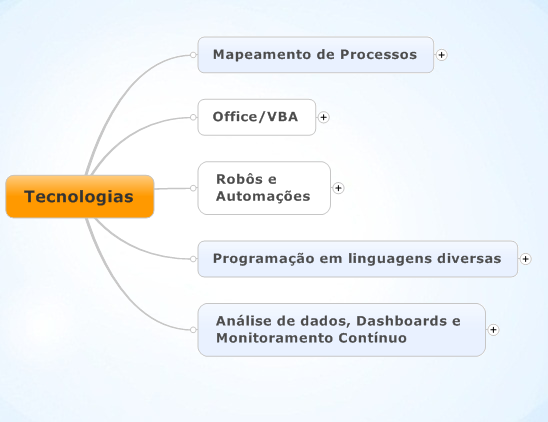 Mapeamento de Processos
Office/VBA
Robôs e
Automações
Tecnologias
Programação em linguagens diversas
Análise de dados, Dashboards e
Monitoramento Contínuo